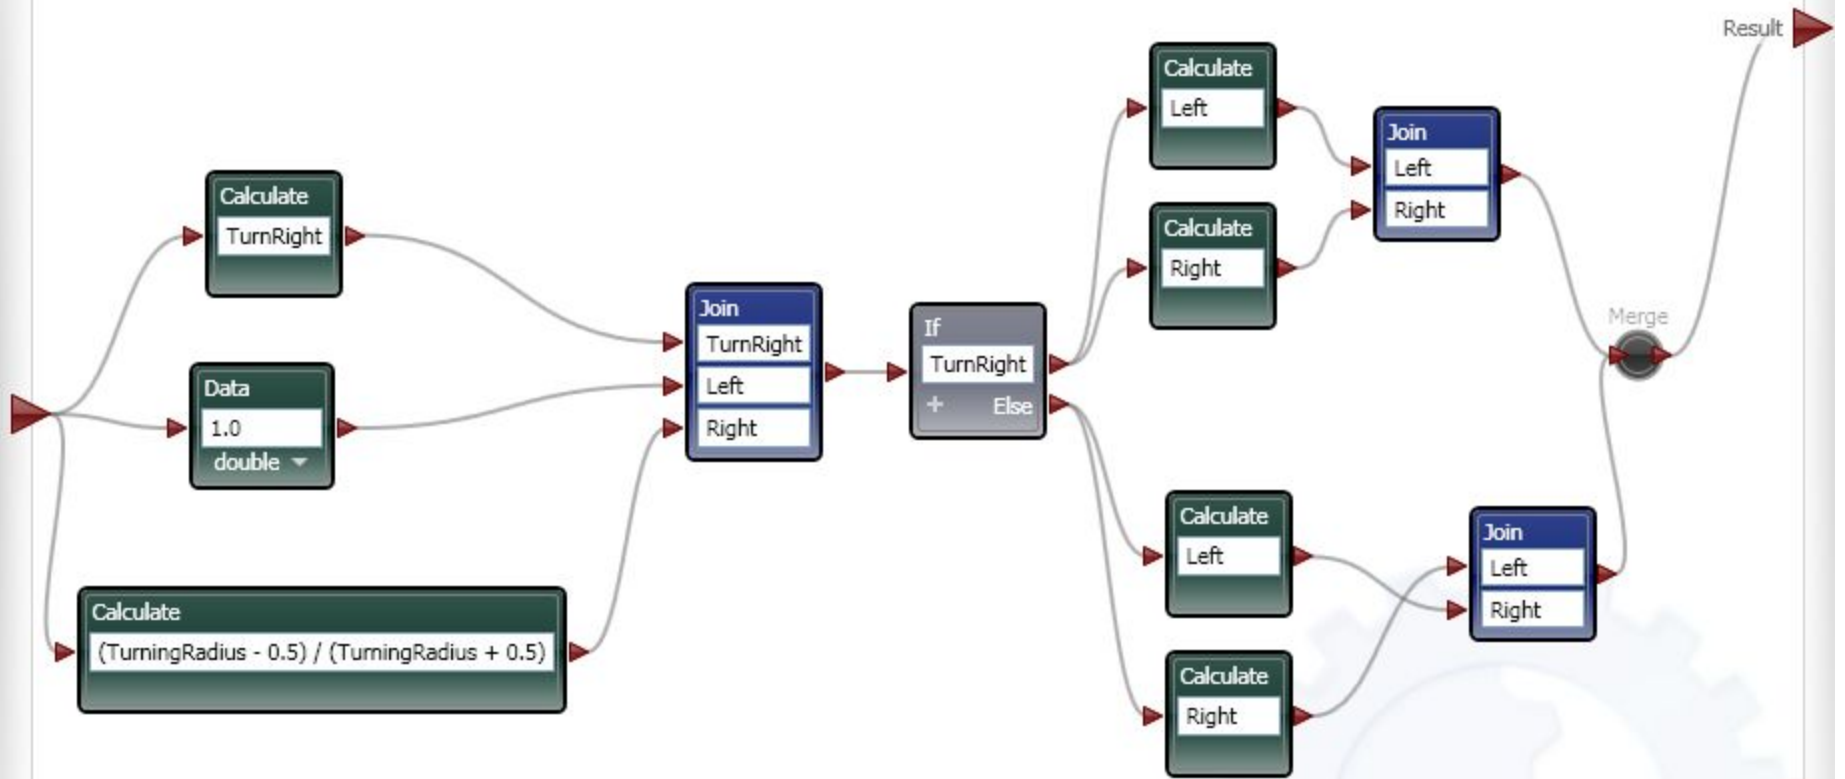 Result
Calculate
TurnRight
Data
1.0
double
Calculate
(TurningRadius - 0.5) / (TurningRadius + 0.5)
Join
TurnRight
Left
Right
If
TurnRight
+ Else
Calculate
Left
Calculate
Right
Join
Left
Right
Merge
Calculate
Left
Calculate
Right
Join
Left
Right